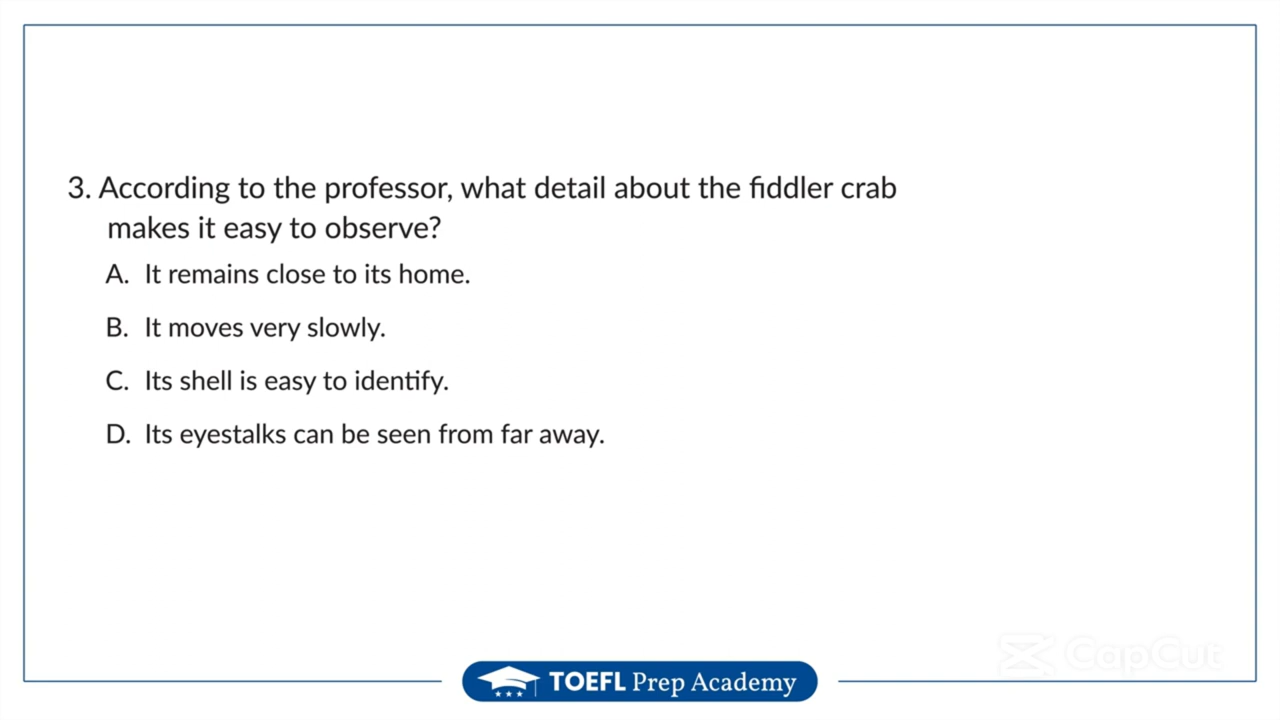 3. According to the professor, what detail about the fiddler crab
makes it easy to observe?
A. It remains close to its home.
B. It moves very slowly.
C. Its shell is easy to identify.
D. Its eyestalks can be seen from far away.
CapCut
TOEFL Prep Academy